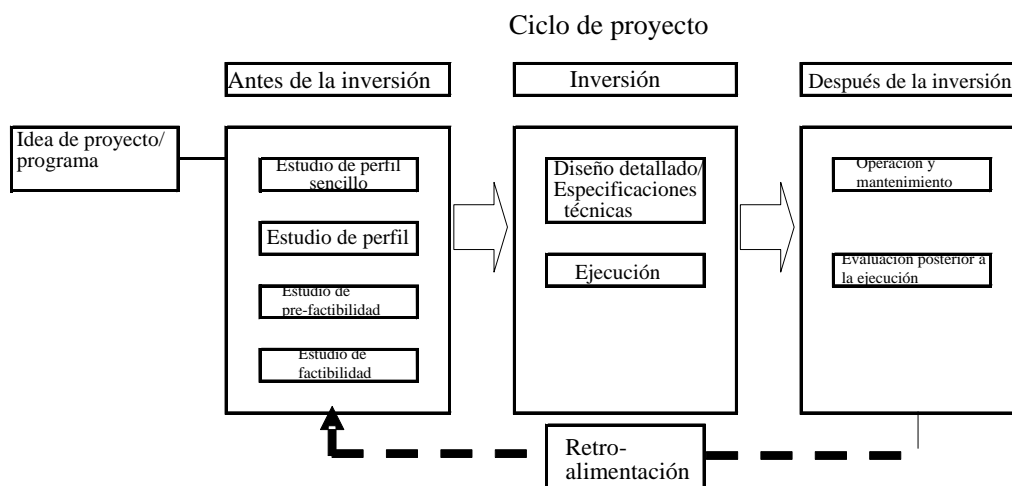 Ciclo de proyecto
Antes de la inversión
Inversión
Después de la inversión
Idea de proyecto/
programa
Estudio de perfil
sencillo
Estudio de perfil
Estudio de
pre-factibilidad
Estudio de
factibilidad
Diseño detallado/
Especificaciones
técnicas
Ejecución
Operación y
mantenimiento
Evaluación posterior a
la ejecución
Retro-
alimentación